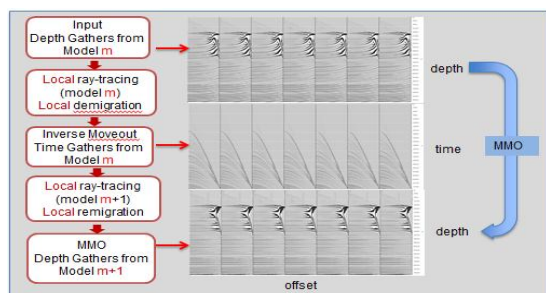 Input
Depth Gathers from
Model m
Local ray-tracing
(model m)
Local demigration
Inverse Moveout
Time Gathers from
Model m
Local ray-tracing
(model m+1)
Local remigration
MMO
Depth Gathers from
Model m+1
depth
time
depth
MMO
offset